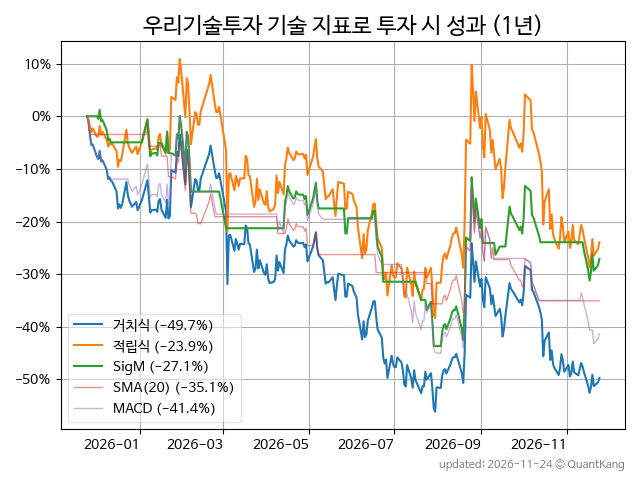 우리기술투자 기술 지표로 투자 시 성과 (1년)
10%
0%
−10%
−20%
−30%
−40%
−50%
거치식 (−49.7%)
적립식 (−23.9%)
SigM (−27.1%)
SMA(20) (−35.1%)
MACD (−41.4%)
2026-01 2026-03 2026-05 2026-07 2026-09 2026-11
updated: 2026-11-24 © QuantKang